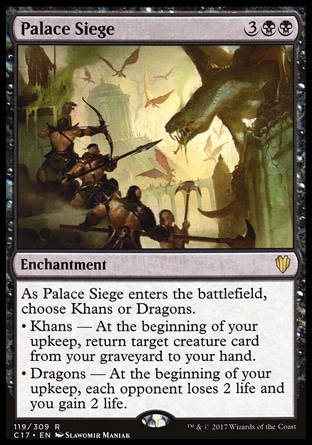 Palace Siege 3
Enchantment
As Palace Siege enters the battlefield,
choose Khans or Dragons.
• Khans — At the beginning of your
upkeep, return target creature card
from your graveyard to your hand.
• Dragons — At the beginning of your
upkeep, each opponent loses 2 life and
you gain 2 life.
119/309 R
C17 • EN Slawomir Maniak
™ & © 2017 Wizards of the Coast